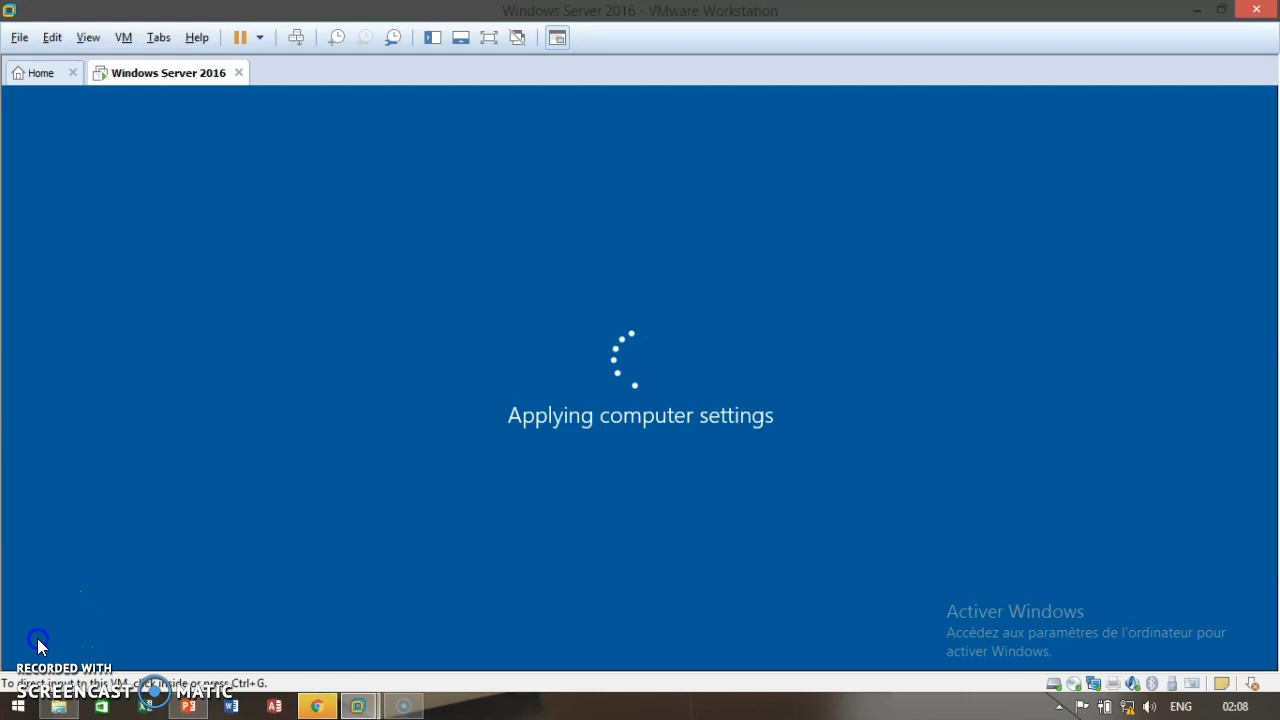 Windows Server 2016 - VMware Workstation
File Edit View VM Tabs Help
Home Windows Server 2016
Applying computer settings
Activer Windows
Accédez aux paramètres de l'ordinateur pour
activer Windows.
RECORDED WITH
SCREENCAST MATIC
To direct input to this VM, click inside or press Ctrl+G.
ENG 02:08